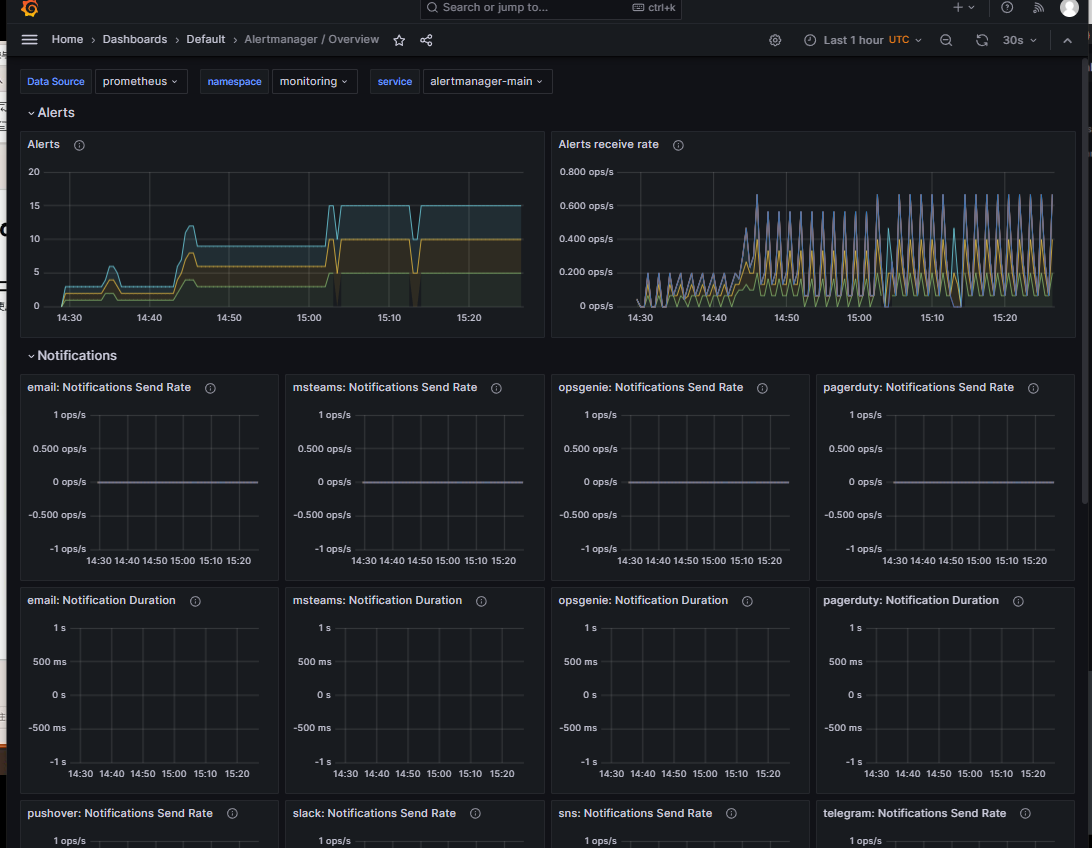 Search or jump to... ctrl+k
Home › Dashboards › Default › Alertmanager / Overview Last 1 hour UTC 30s
Data Source prometheus namespace monitoring service alertmanager-main
Alerts
Alerts
20
15
10
5
0
14:30 14:40 14:50 15:00 15:10 15:20
Alerts receive rate
0.800 ops/s
0.600 ops/s
0.400 ops/s
0.200 ops/s
0 ops/s
14:30 14:40 14:50 15:00 15:10 15:20
Notifications
email: Notifications Send Rate
1 ops/s
0.500 ops/s
0 ops/s
-0.500 ops/s
-1 ops/s
14:30 14:40 14:50 15:00 15:10 15:20
msteams: Notifications Send Rate
1 ops/s
0.500 ops/s
0 ops/s
-0.500 ops/s
-1 ops/s
14:30 14:40 14:50 15:00 15:10 15:20
opsgenie: Notifications Send Rate
1 ops/s
0.500 ops/s
0 ops/s
-0.500 ops/s
-1 ops/s
14:30 14:40 14:50 15:00 15:10 15:20
pagerduty: Notifications Send Rate
1 ops/s
0.500 ops/s
0 ops/s
-0.500 ops/s
-1 ops/s
14:30 14:40 14:50 15:00 15:10 15:20
email: Notification Duration
1 s
500 ms
0 s
-500 ms
-1 s
14:30 14:40 14:50 15:00 15:10 15:20
msteams: Notification Duration
1 s
500 ms
0 s
-500 ms
-1 s
14:30 14:40 14:50 15:00 15:10 15:20
opsgenie: Notification Duration
1 s
500 ms
0 s
-500 ms
-1 s
14:30 14:40 14:50 15:00 15:10 15:20
pagerduty: Notification Duration
1 s
500 ms
0 s
-500 ms
-1 s
14:30 14:40 14:50 15:00 15:10 15:20
pushover: Notifications Send Rate
1 ops/s
slack: Notifications Send Rate
1 ops/s
sns: Notifications Send Rate
1 ops/s
telegram: Notifications Send Rate
1 ops/s